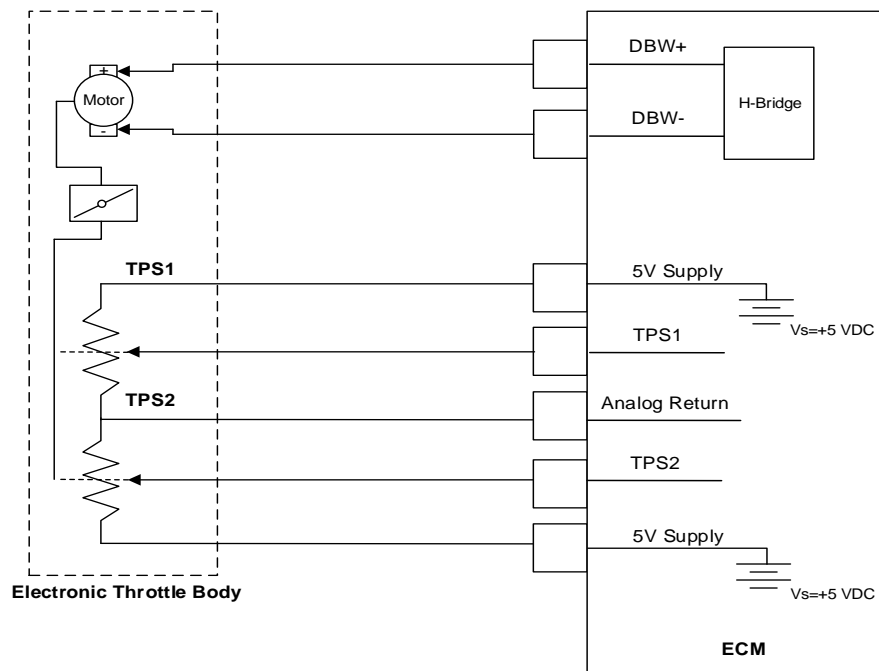 DBW+
+
Motor
H-Bridge
-
DBW-
TPS1
5V Supply
Vs=+5 VDC
TPS1
TPS2
Analog Return
TPS2
5V Supply
Electronic Throttle Body
Vs=+5 VDC
ECM